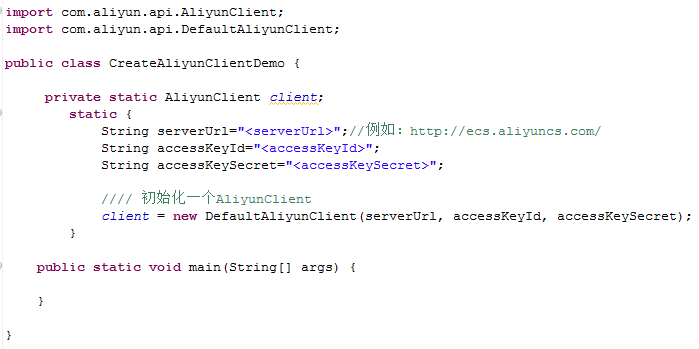 import com.aliyun.api.AliyunClient;
import com.aliyun.api.DefaultAliyunClient;
public class CreateAliyunClientDemo {
private static AliyunClient client;
static {
String serverUrl="<serverUrl>";//例如：http://ecs.aliyuncs.com/
String accessKeyId="<accessKeyId>";
String accessKeySecret="<accessKeySecret>";
//// 初始化一个AliyunClient
client = new DefaultAliyunClient(serverUrl, accessKeyId, accessKeySecret);
}
public static void main(String[] args) {
}
}